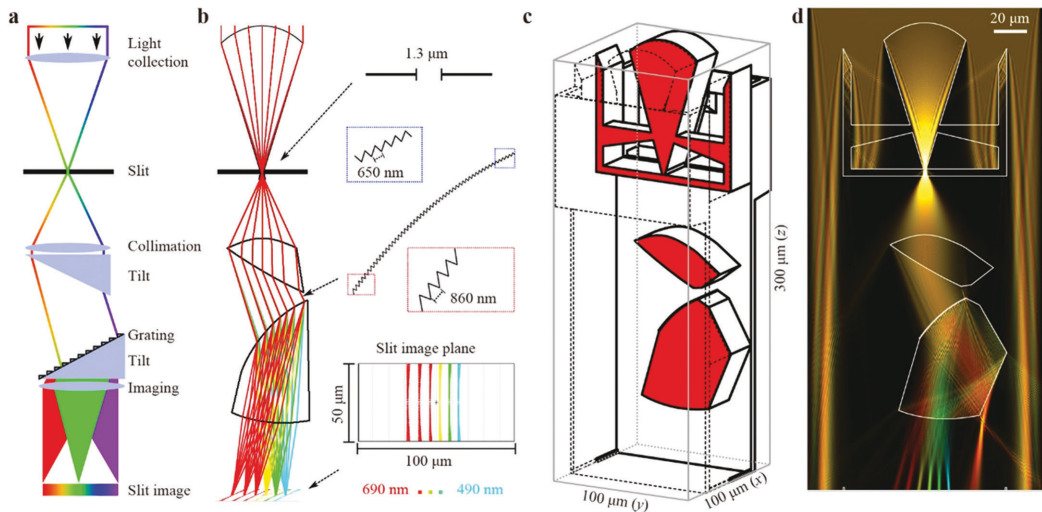 a
Light
collection
Slit
Collimation
Tilt
Grating
Tilt
Imaging
Slit image
b
1.3 μm
650 nm
860 nm
Slit image plane
50 μm
100 μm
690 nm
490 nm
c
300 μm (z)
100 μm (y)
100 μm (x)
d
20 μm